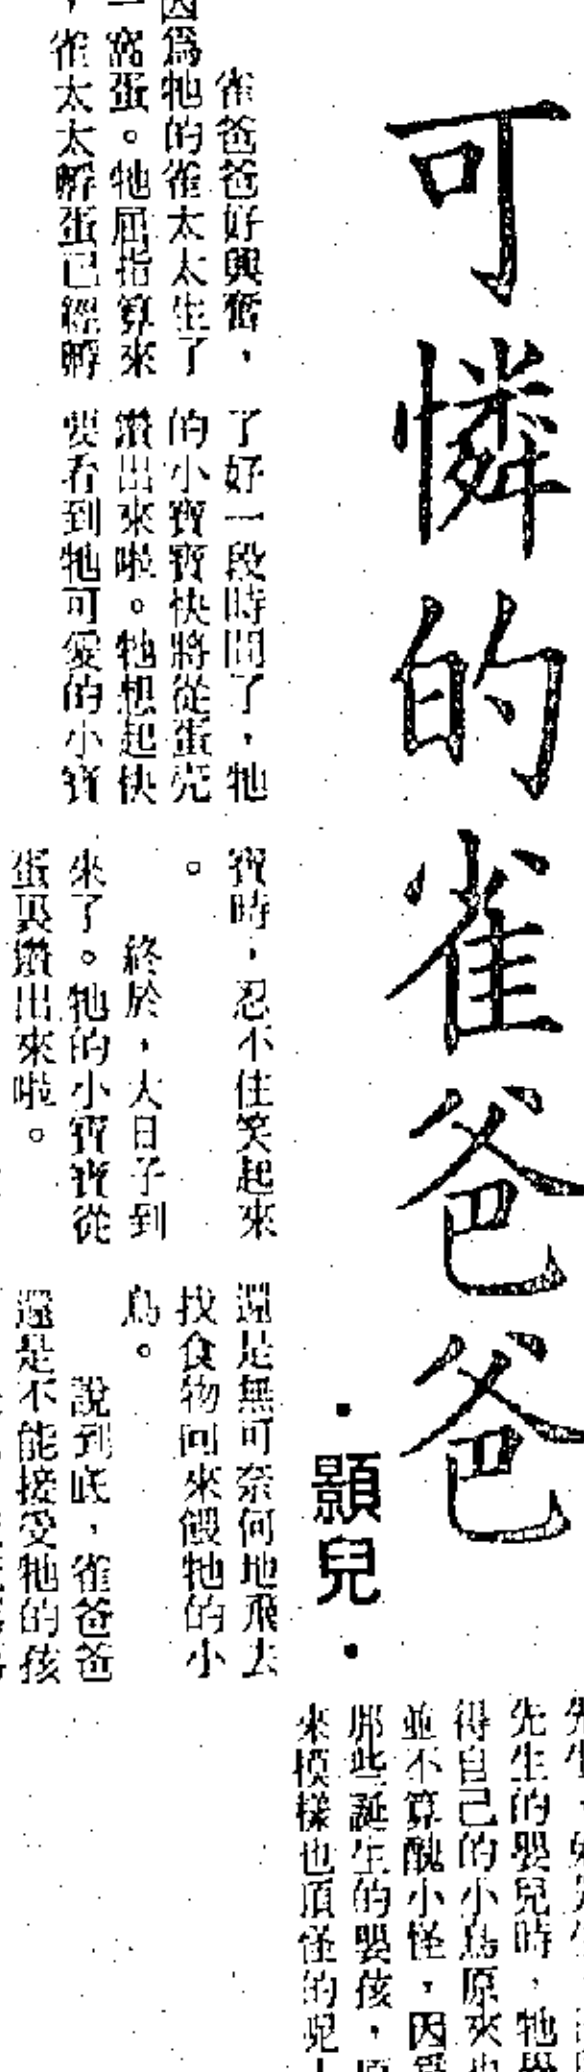 可憐的雀爸爸
·顯兒·
雀爸爸好興奮，
因爲牠的雀太太生了
一窩蛋。牠屈指算來
，雀太太孵蛋已經孵
了好一段時間了，牠
的小寶寶快將從蛋壳
鑽出來啦。牠想起快
要看到牠可愛的小寶
寶時，忍不住笑起來
。
終於，大日子到
來了。牠的小寶寶從
蛋裏鑽出來啦。
還是無可奈何地飛去
找食物回來餵牠的小
鳥。
說到底，雀爸爸
還是不能接受牠的孩
先生的嬰兒時，牠覺
得自己的小鳥原來也
並不算醜小怪，因爲
那些誕生的嬰孩，原
來模樣也頂怪的呢！